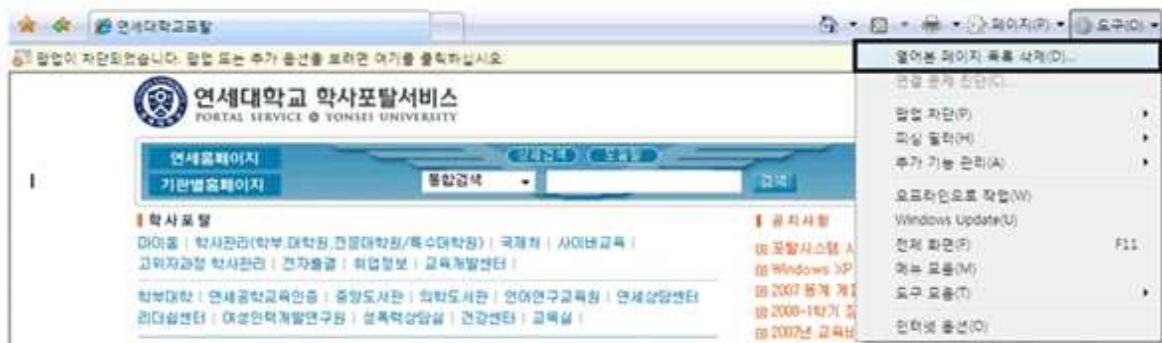 연세대학교포탈
페이지(P)
도구(O)
팝업이 차단되었습니다. 팝업 또는 추가 옵션을 보려면 여기를 클릭하십시오.
열어본 페이지 목록 삭제(D)...
연결 문제 진단(C)...
팝업 차단(P)
피싱 필터(H)
추가 기능 관리(A)
오프라인으로 작업(W)
Windows Update(U)
전체 화면(F) F11
메뉴 모음(M)
도구 모음(T)
인터넷 옵션(O)
연세대학교 학사포탈서비스
PORTAL SERVICE @ YONSEI UNIVERSITY
연세홈페이지
상세검색 도움말
기관별홈페이지
통합검색
검색
학사포탈
마이홈 | 학사관리(학부,대학원,전문대학원/특수대학원) | 국제처 | 사이버교육 |
고위자과정 학사관리 | 전자출결 | 취업정보 | 교육개발센터 |
학부대학 | 연세공학교육인증 | 중앙도서관 | 의학도서관 | 언어연구교육원 | 연세상담센터
리더쉽센터 | 여성인력개발연구원 | 성폭력상담실 | 건강센터 | 교목실 |
공지사항
포탈시스템
Windows XP
2007 동계
2008-1학기
2007년